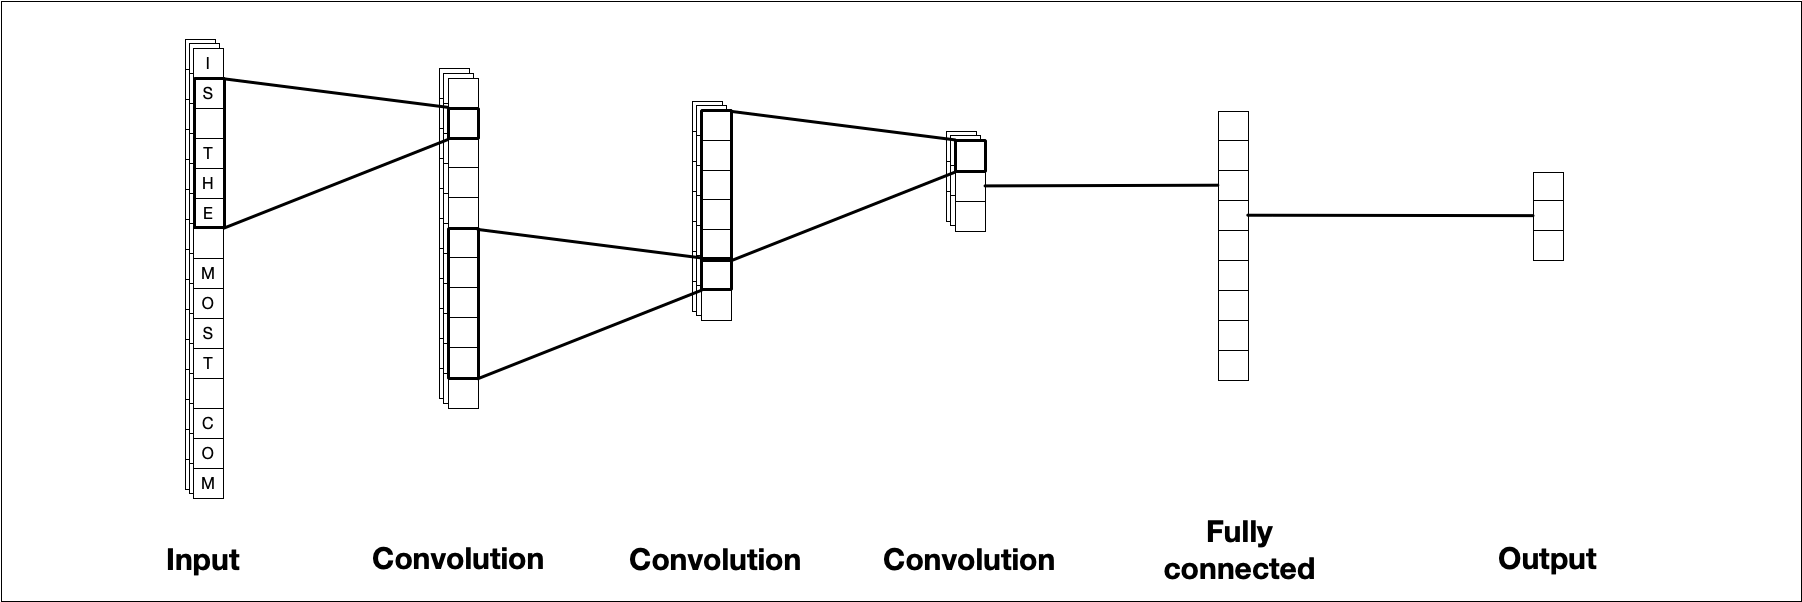 I
S
T
H
E
M
O
S
T
C
O
M
Input
Convolution
Convolution
Convolution
Fully
connected
Output